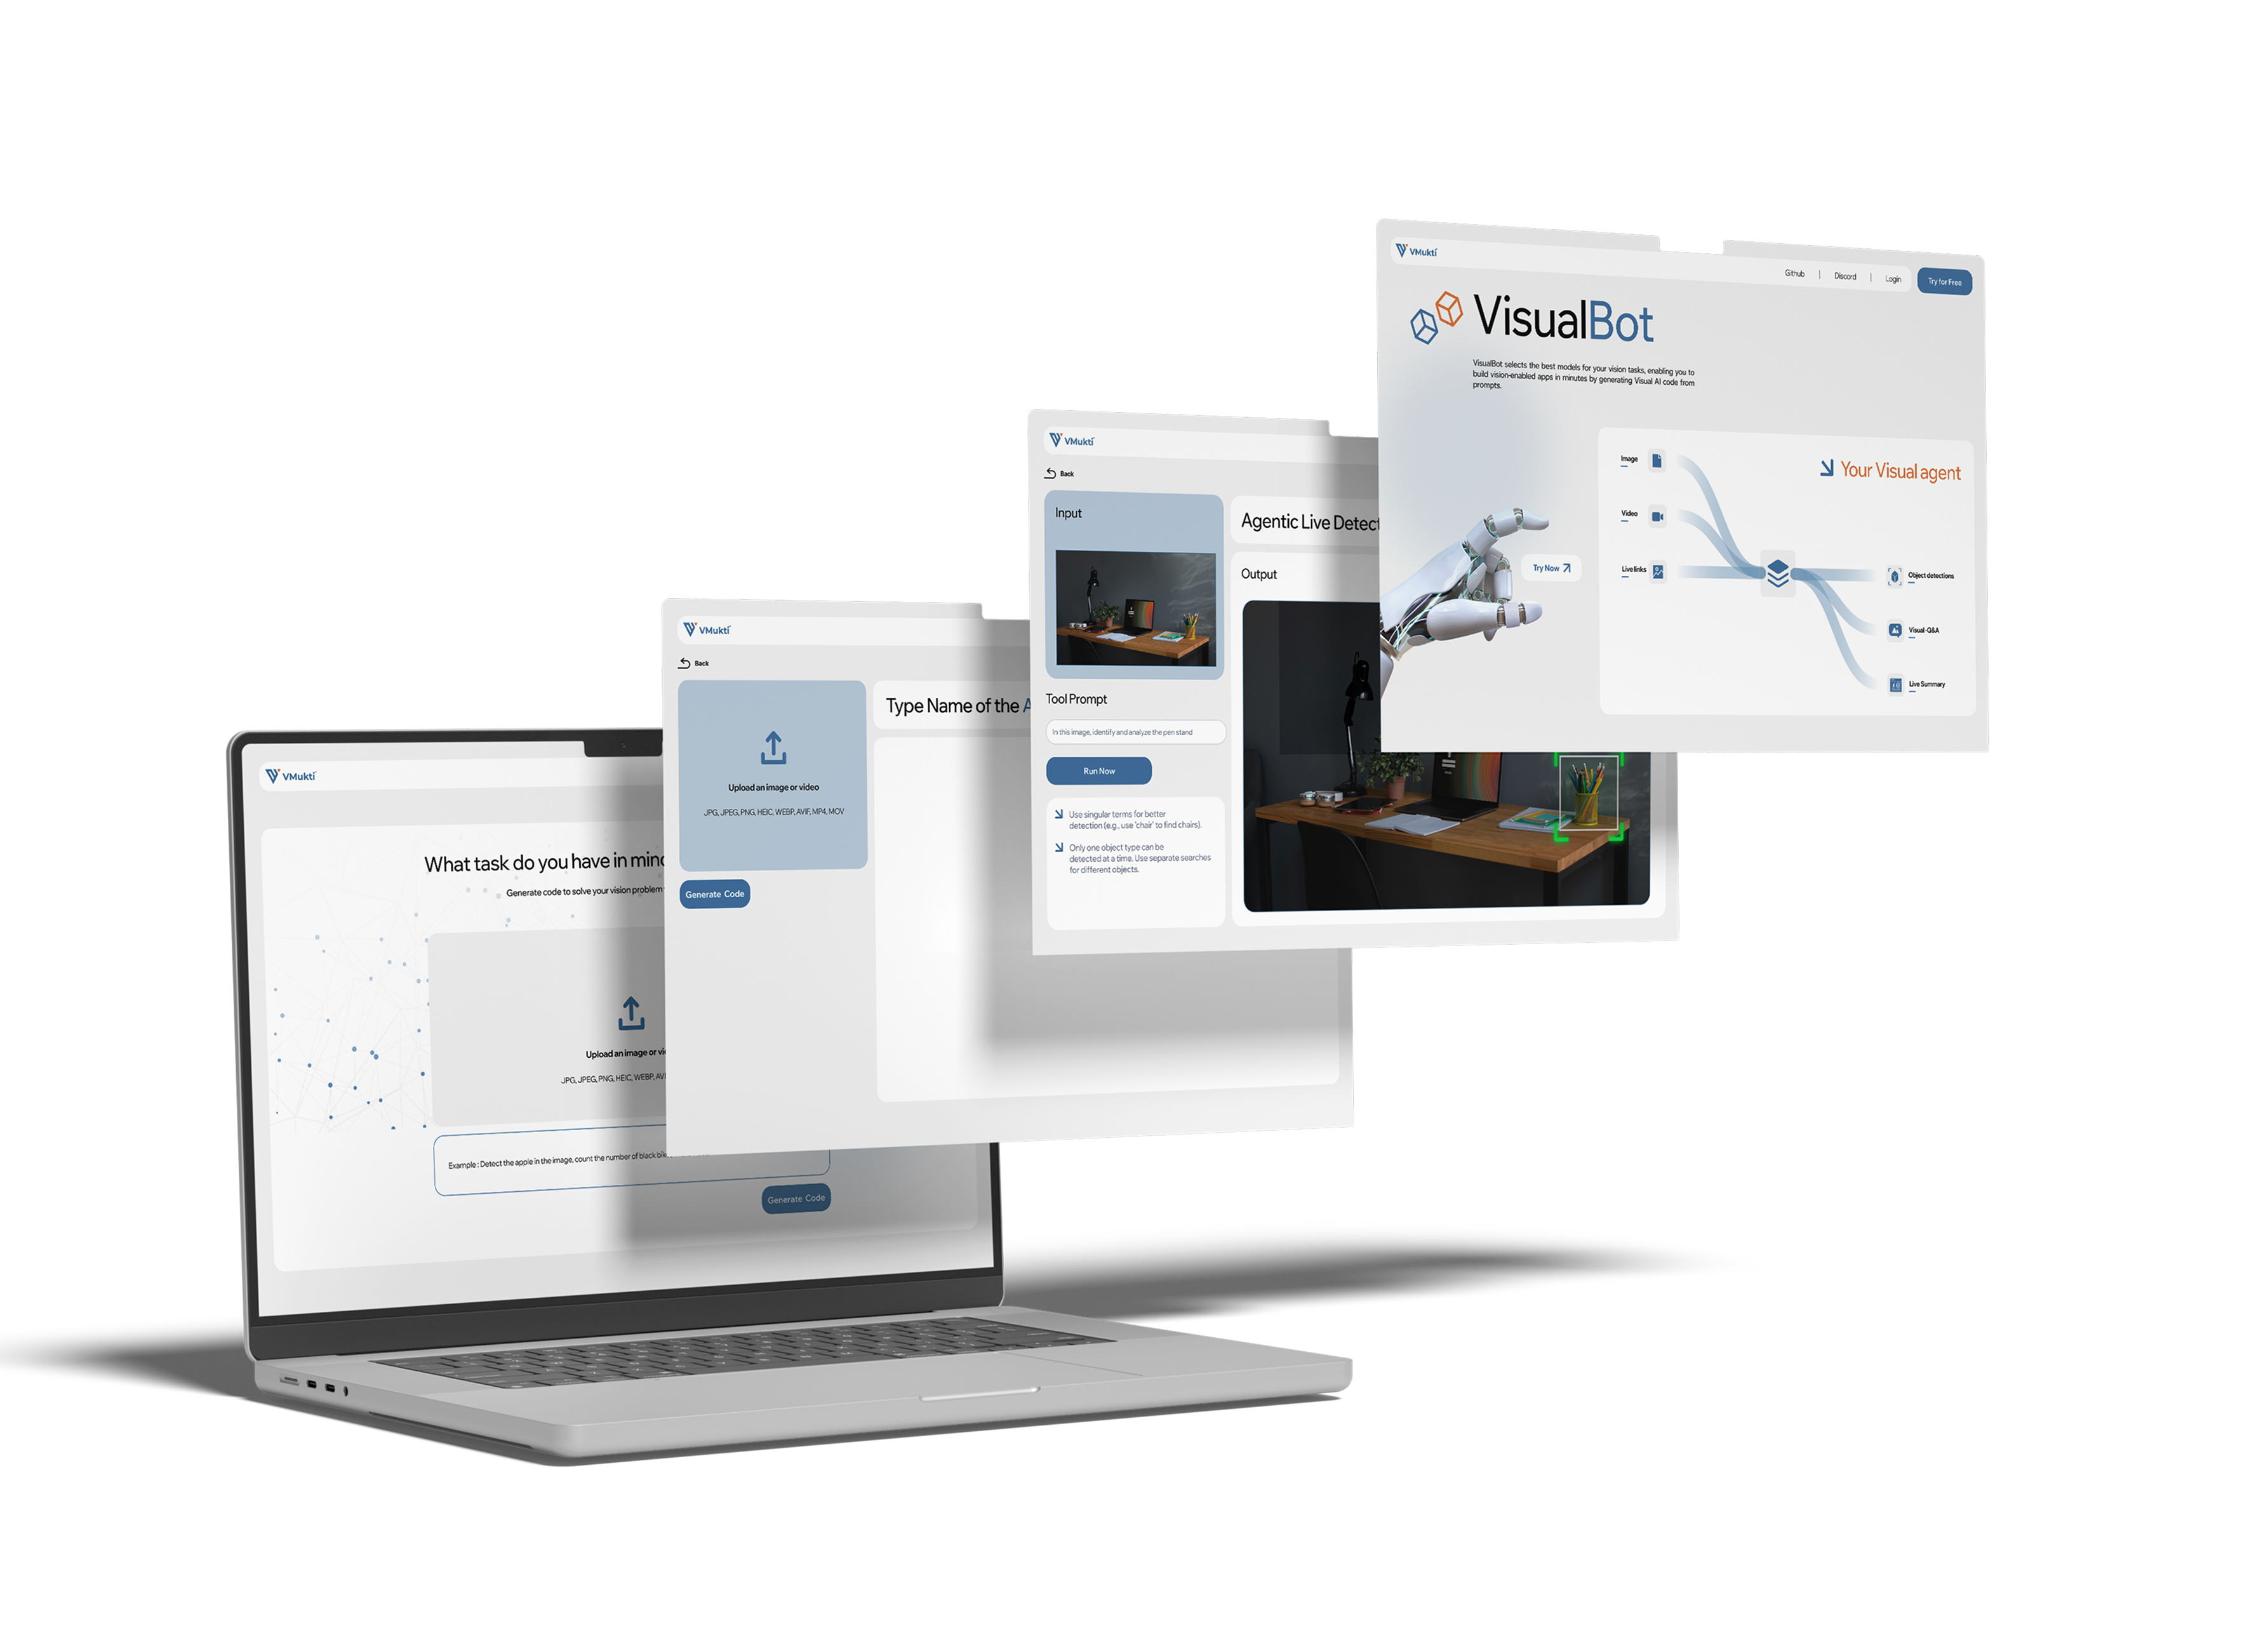 VMukti
Github | Discord | Login
Try for Free
VisualBot
VisualBot selects the best models for your vision tasks, enabling you to
build vision-enabled apps in minutes by generating Visual AI code from
prompts.
Try Now
Image
Video
Live links
Your Visual agent
Object detections
Visual-Q&A
Live Summary
VMukti
Back
Input
Tool Prompt
In this image, identify and analyze the pen stand
Run Now
Use singular terms for better
detection (e.g., use 'chair' to find chairs).
Only one object type can be
detected at a time. Use separate searches
for different objects.
Agentic Live Detect
Output
VMukti
Back
Upload an image or video
JPG, JPEG, PNG, HEIC, WEBP, AVIF, MP4, MOV
Generate Code
Type Name of the
VMukti
What task do you have in mind
Generate code to solve your vision problem
Upload an image or
JPG, JPEG, PNG, HEIC, WEBP,
Example : Detect the apple in the image, count the number of black
Generate Code